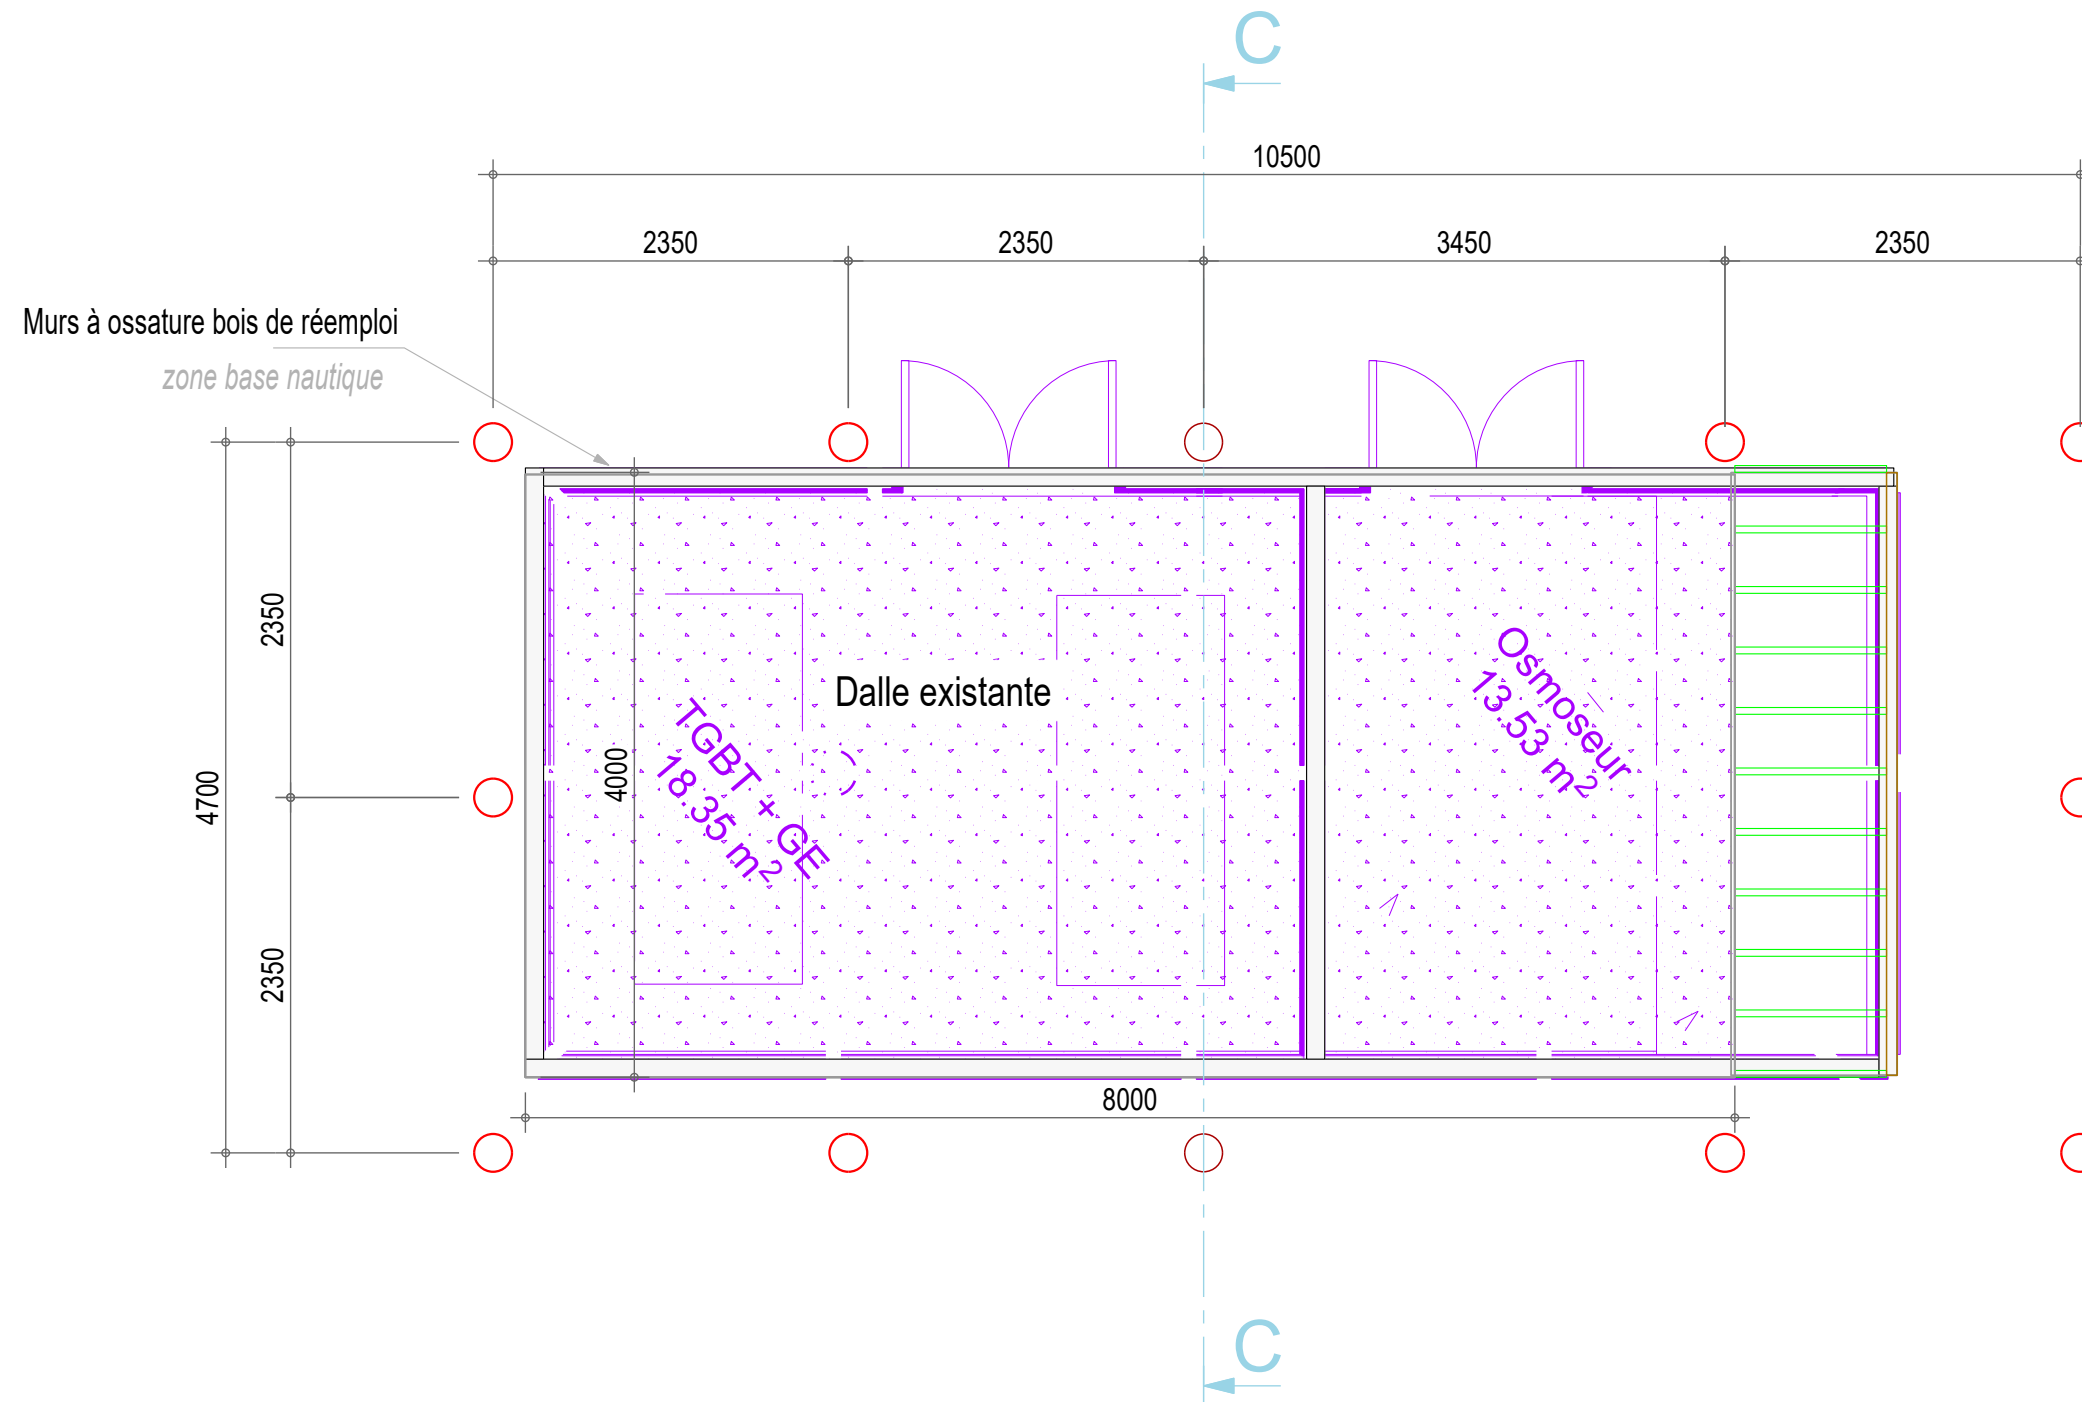 C
10500
2350
2350
3450
2350
Murs à ossature bois de réemploi
zone base nautique
2350
4700
2350
4000
Dalle existante
TGBT + GE
18.35 m²
Osmoseur
13.53 m²
8000
C